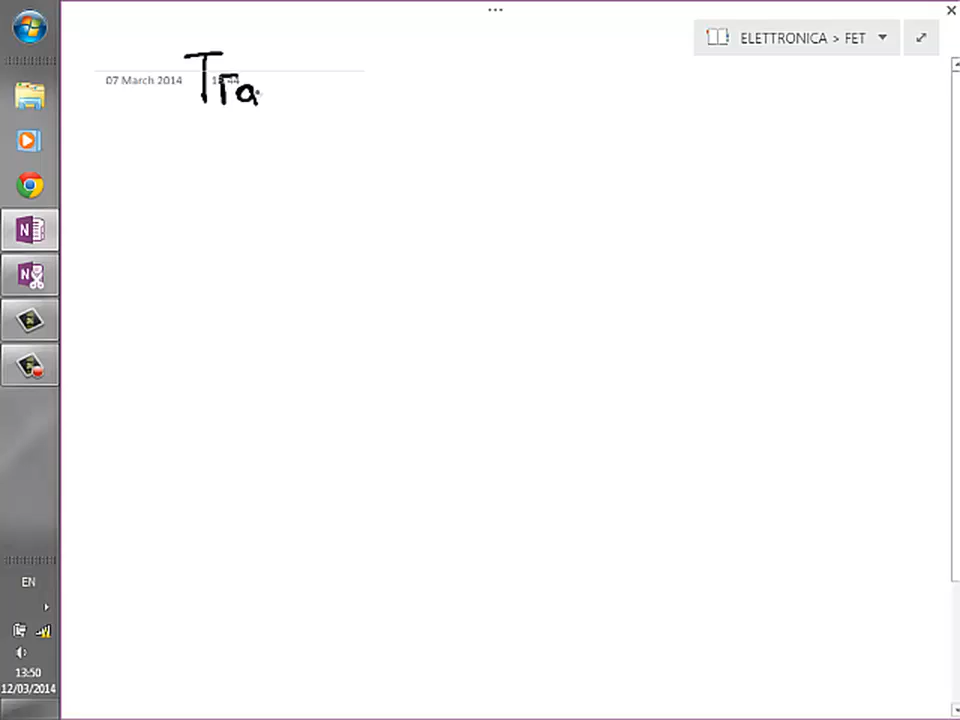 ELETTRONICA > FET
Tra
07 March 2014
EN
13:50
12/03/2014